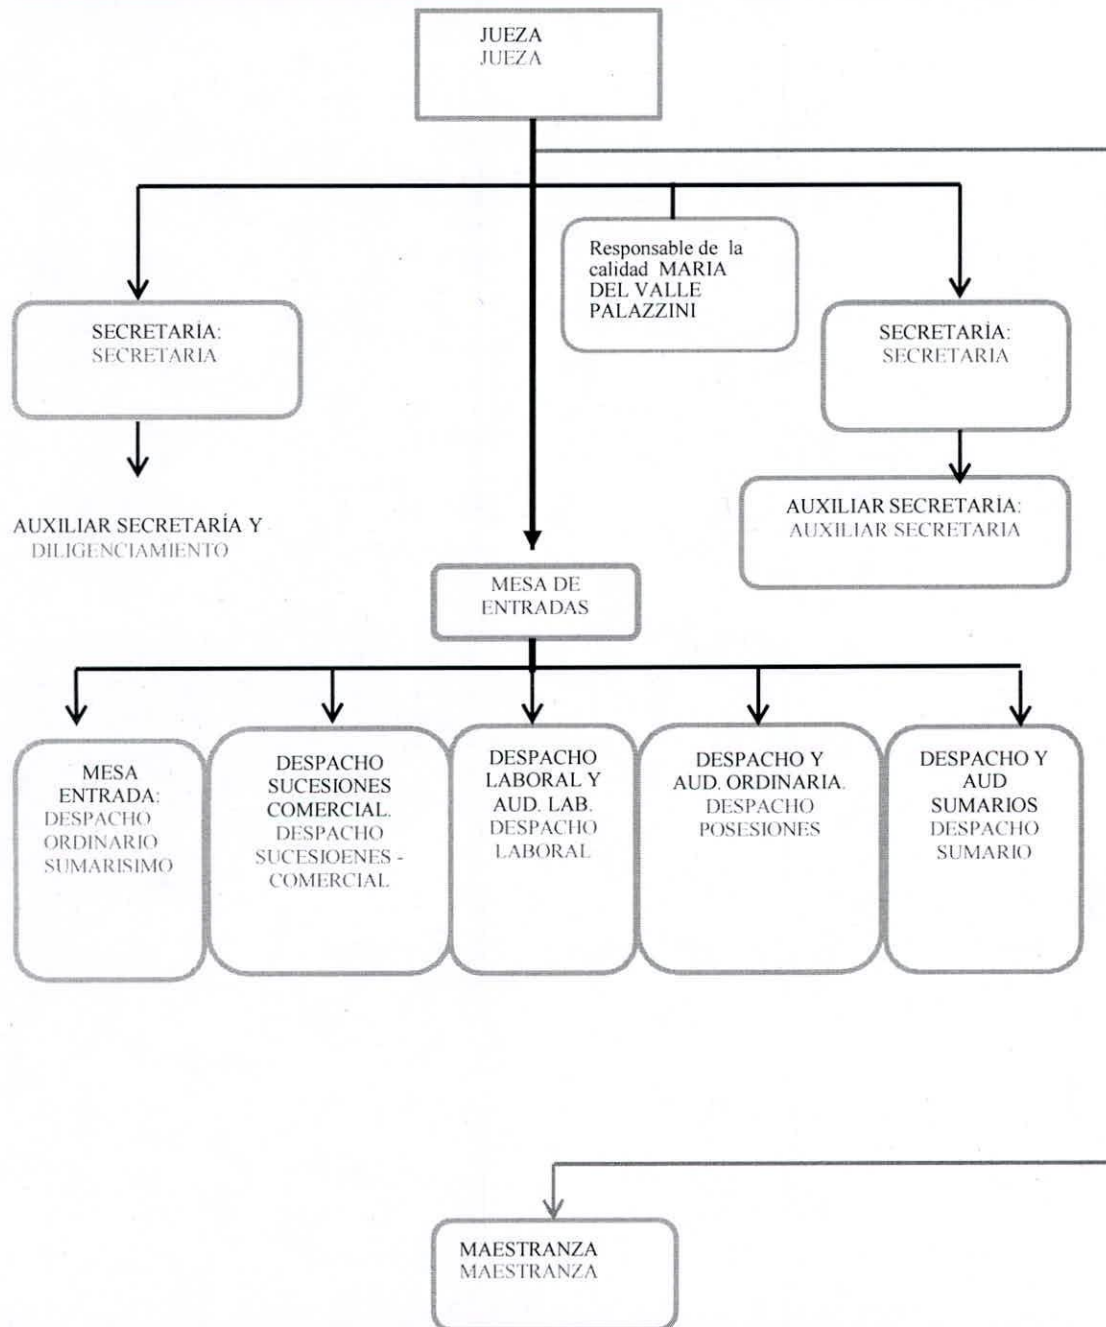 JUEZA
JUEZA
Responsable de la
calidad MARIA
DEL VALLE
PALAZZINI
SECRETARÍA:
SECRETARIA
SECRETARÍA:
SECRETARIA
AUXILIAR SECRETARÍA Y
DILIGENCIAMIENTO
AUXILIAR SECRETARÍA:
AUXILIAR SECRETARIA
MESA DE
ENTRADAS
MESA
ENTRADA:
DESPACHO
ORDINARIO
SUMARISIMO
DESPACHO
SUCESIONES
COMERCIAL.
DESPACHO
SUCESIOENES -
COMERCIAL
DESPACHO
LABORAL Y
AUD. LAB.
DESPACHO
LABORAL
DESPACHO Y
AUD. ORDINARIA.
DESPACHO
POSESIONES
DESPACHO Y
AUD
SUMARIOS
DESPACHO
SUMARIO
MAESTRANZA
MAESTRANZA